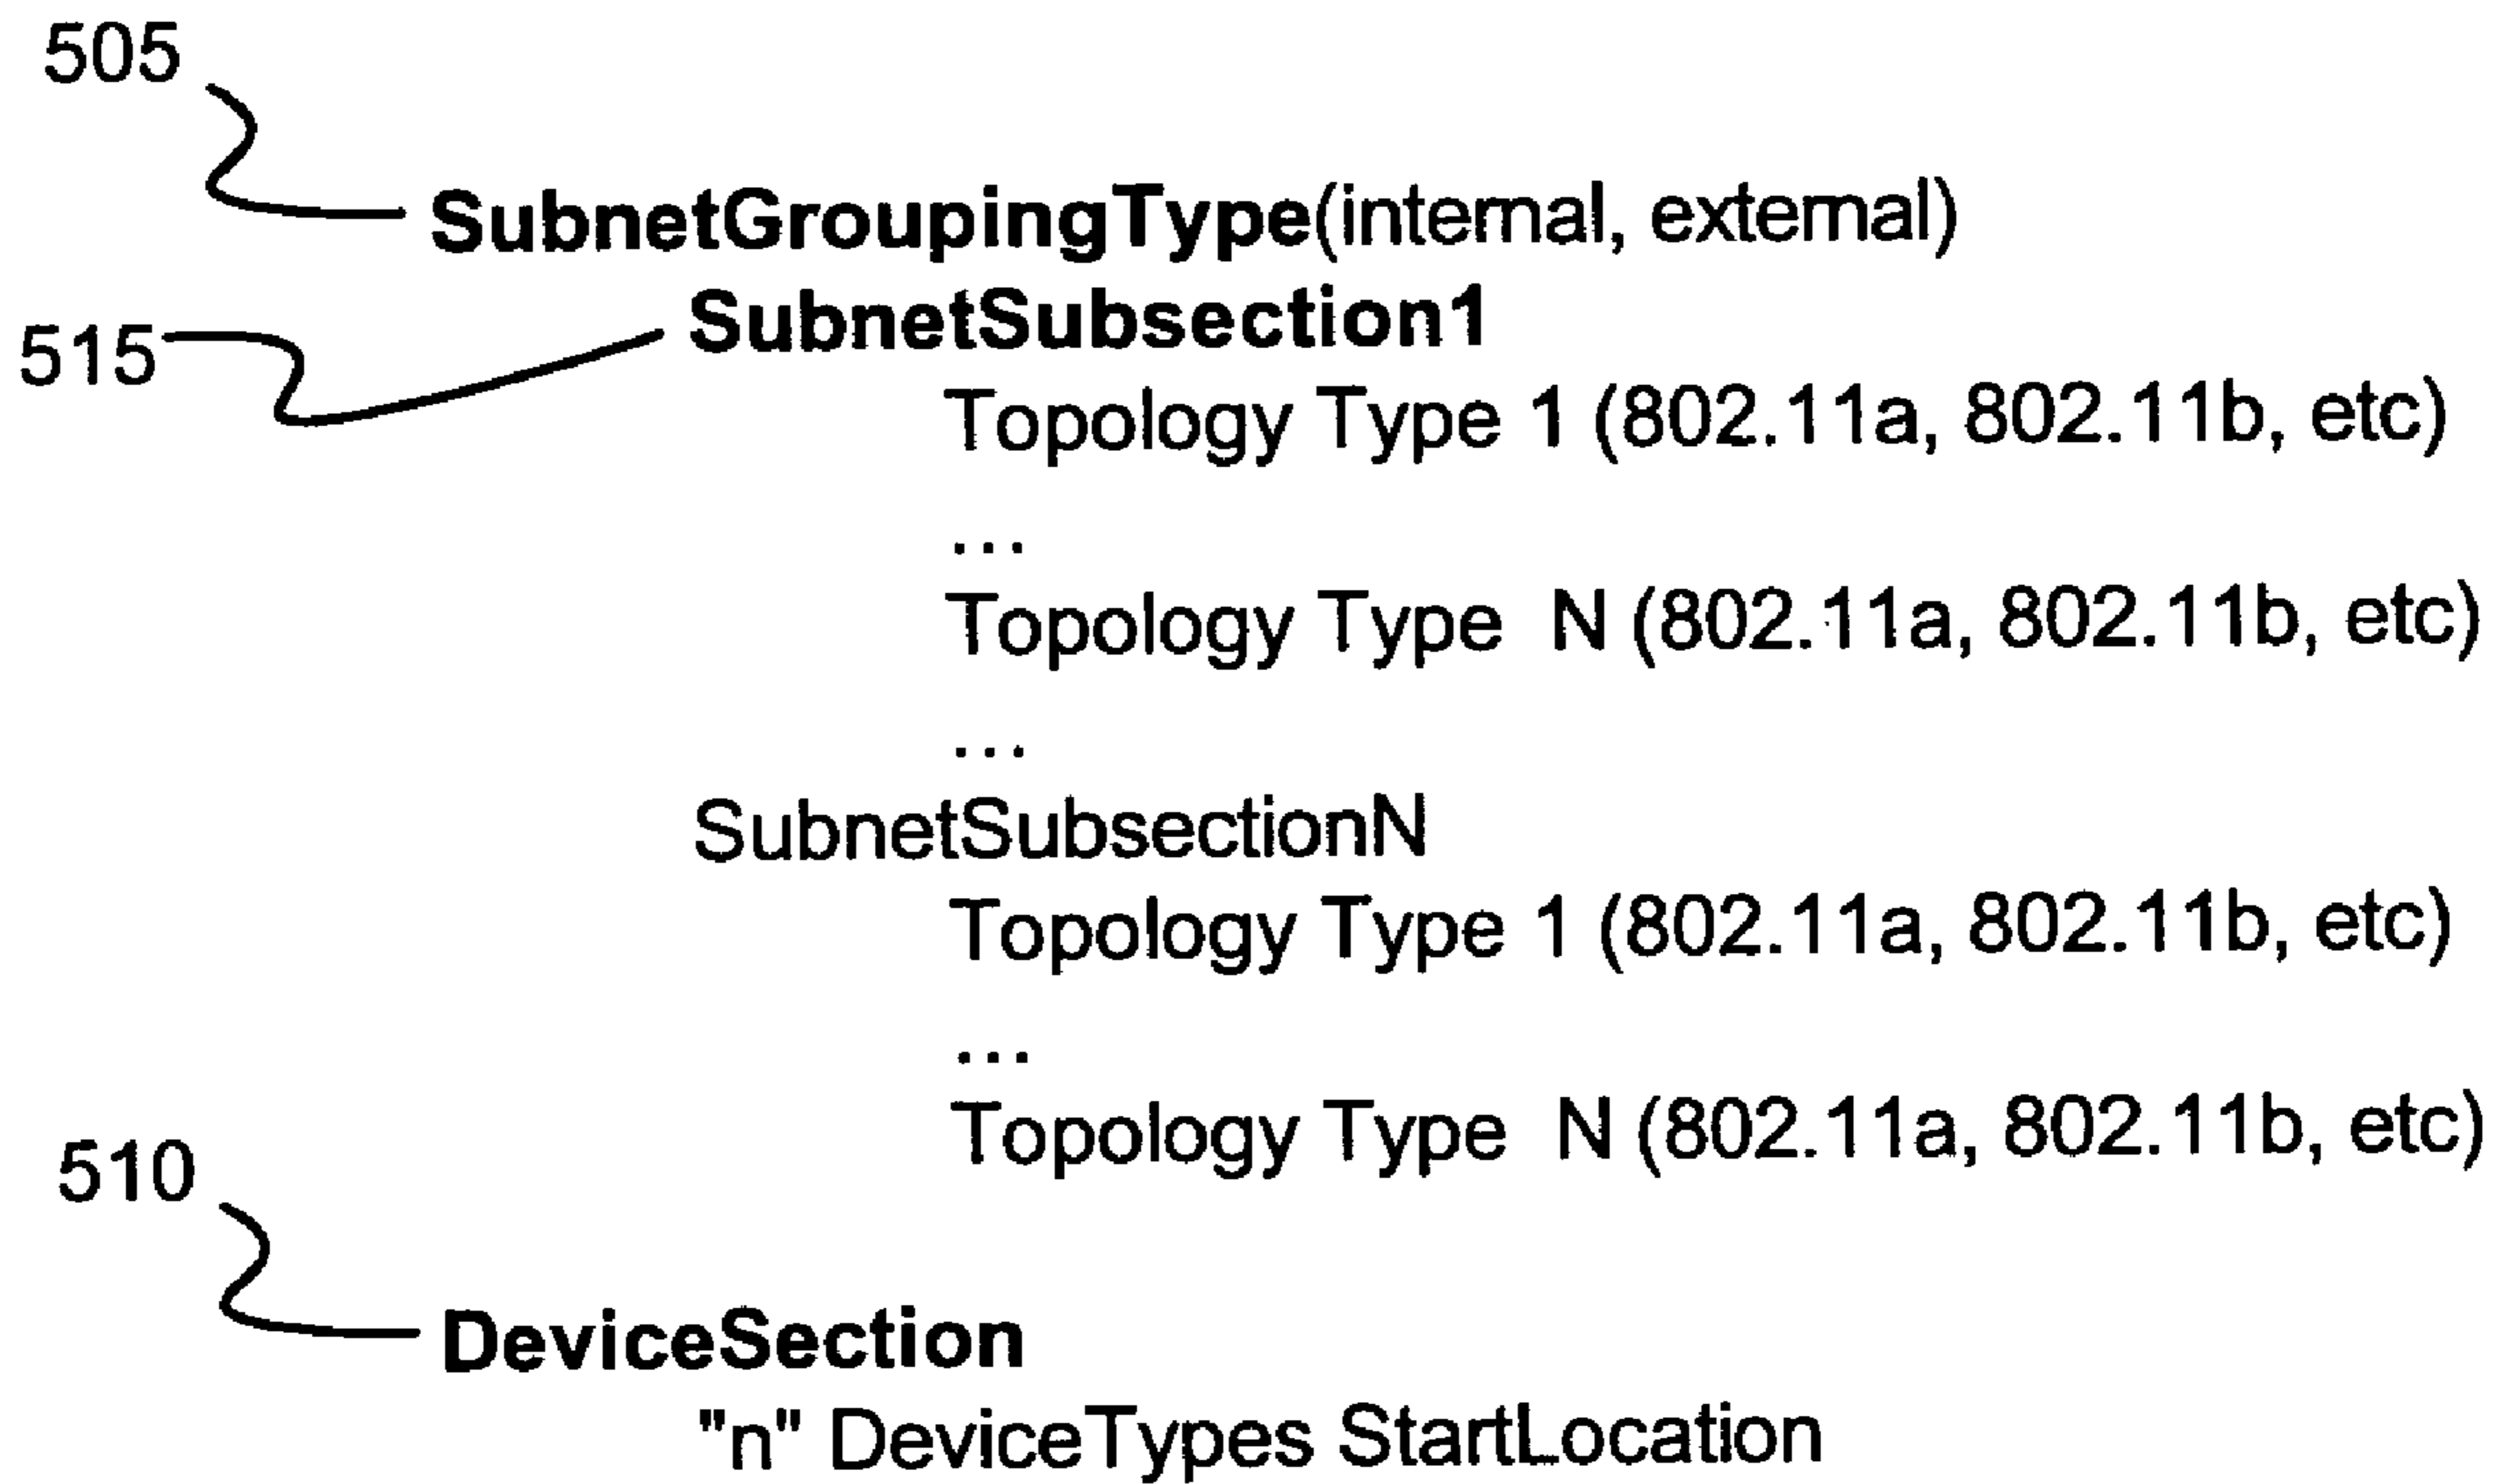 505
SubnetGroupingType(internal, external)
SubnetSubsection1
515
Topology Type 1 (802.11a, 802.11b, etc)
...
Topology Type N (802.11a, 802.11b, etc)
...
SubnetSubsectionN
Topology Type 1 (802.11a, 802.11b, etc)
...
Topology Type N (802.11a, 802.11b, etc)
510
DeviceSection
"n" DeviceTypes StartLocation